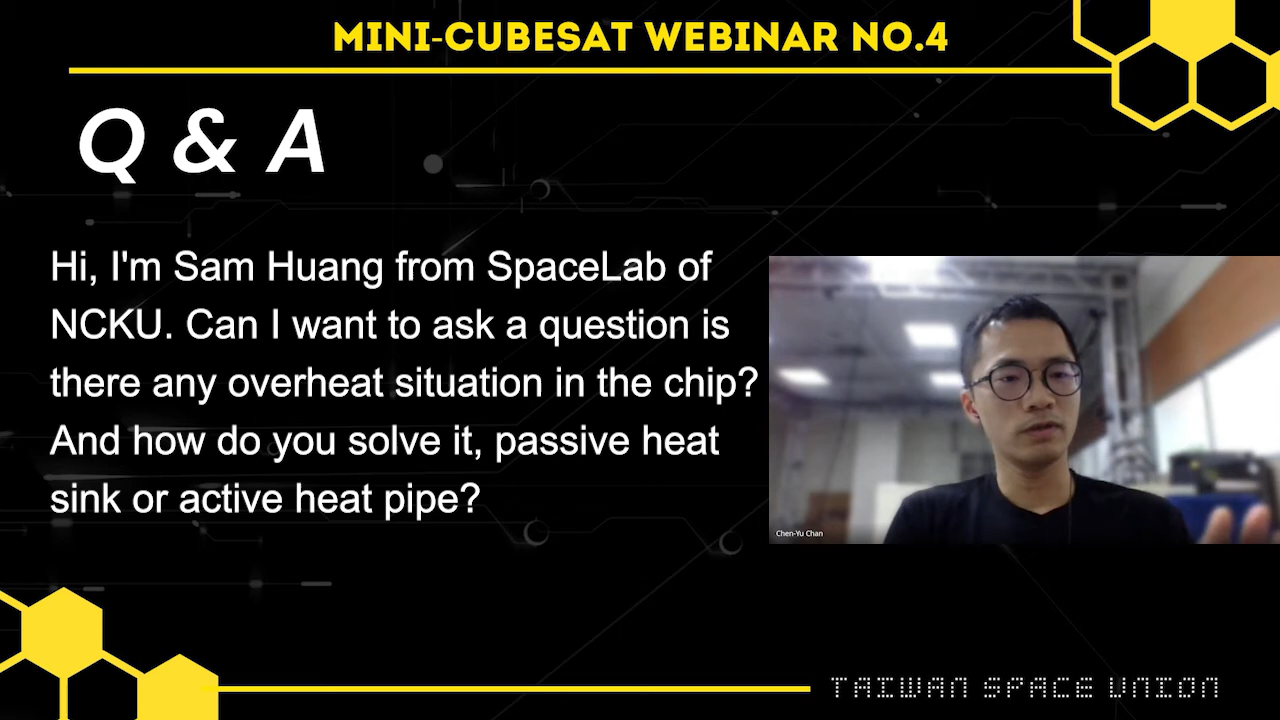 MINI-CUBESAT WEBINAR NO.4
Q & A
Hi, I'm Sam Huang from SpaceLab of
NCKU. Can I want to ask a question is
there any overheat situation in the chip?
And how do you solve it, passive heat
sink or active heat pipe?
Chen-Yu Chan
TAIWAN SPACE UNION